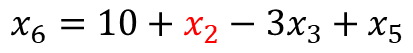 x₆ = 10 + x₂ − 3x₃ + x₅